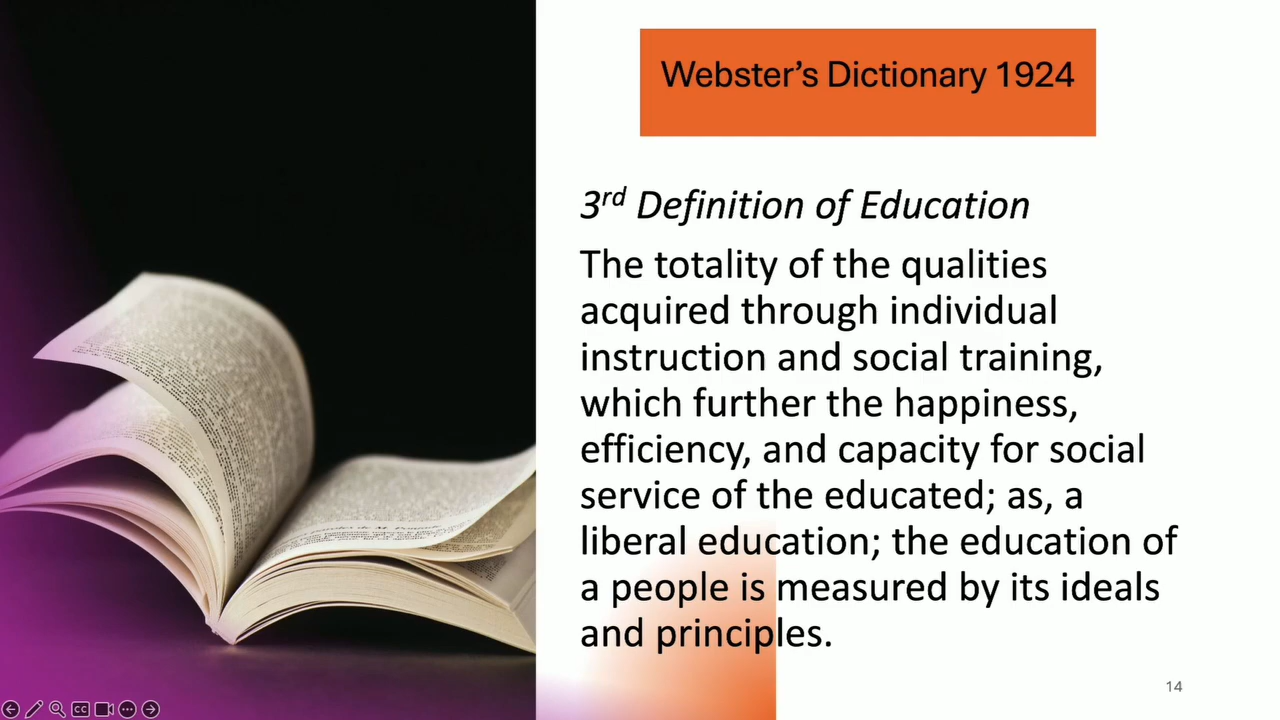 Webster's Dictionary 1924
3rd Definition of Education
The totality of the qualities
acquired through individual
instruction and social training,
which further the happiness,
efficiency, and capacity for social
service of the educated; as, a
liberal education; the education of
a people is measured by its ideals
and principles.
14
CC